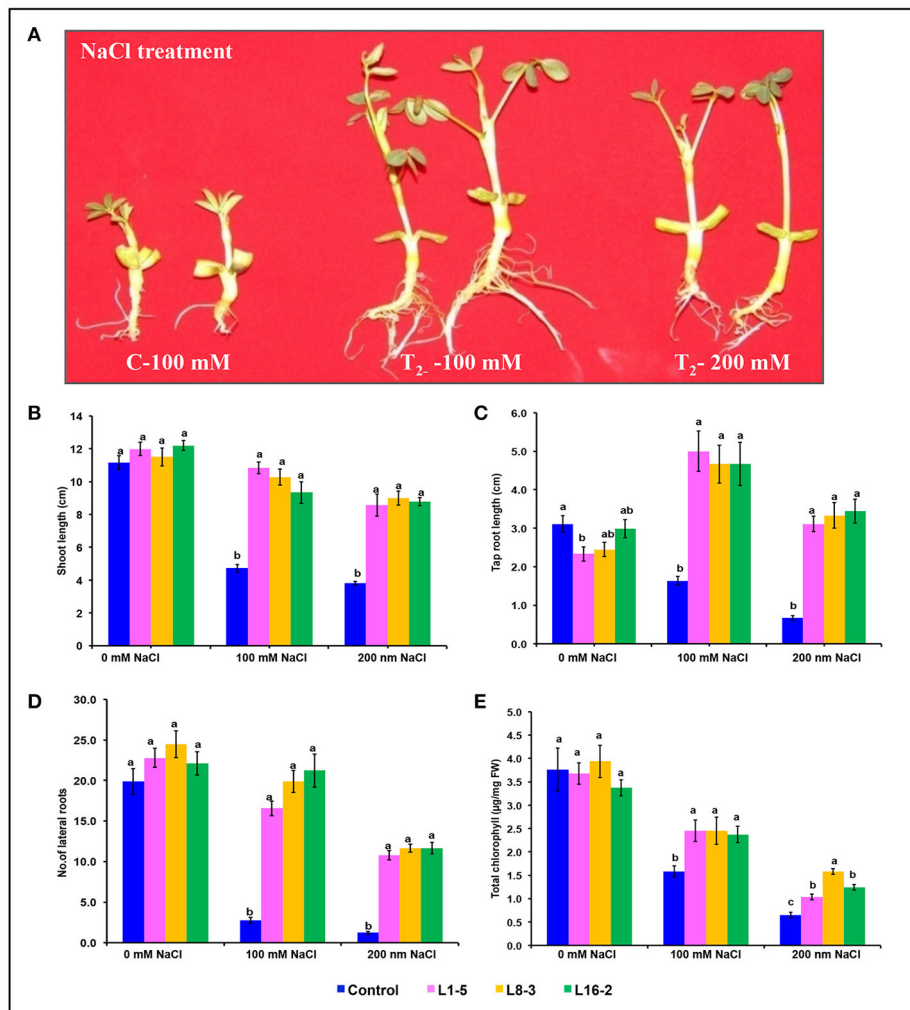 A
NaCl treatment
C-100 mM
T2- -100 mM
T2- 200 mM
B
14
12
10
8
6
4
2
0
Shoot length (cm)
a
a
a
a
b
a
a
a
b
a
a
a
0 mM NaCl
100 mM NaCl
200 nm NaCl
C
6.0
5.0
4.0
3.0
2.0
1.0
0.0
Tap root length (cm)
a
b
ab
ab
b
a
a
a
b
a
a
a
0 mM NaCl
100 mM NaCl
200 nm NaCl
D
30.0
25.0
20.0
15.0
10.0
5.0
0.0
No.of lateral roots
a
a
a
a
b
a
a
a
b
a
a
a
0 mM NaCl
100 mM NaCl
200 nm NaCl
E
5.0
4.5
4.0
3.5
3.0
2.5
2.0
1.5
1.0
0.5
0.0
Total chlorophyll (µg/mg FW)
a
a
a
a
b
a
a
a
c
b
a
b
0 mM NaCl
100 mM NaCl
200 nm NaCl
Control
L1-5
L8-3
L16-2